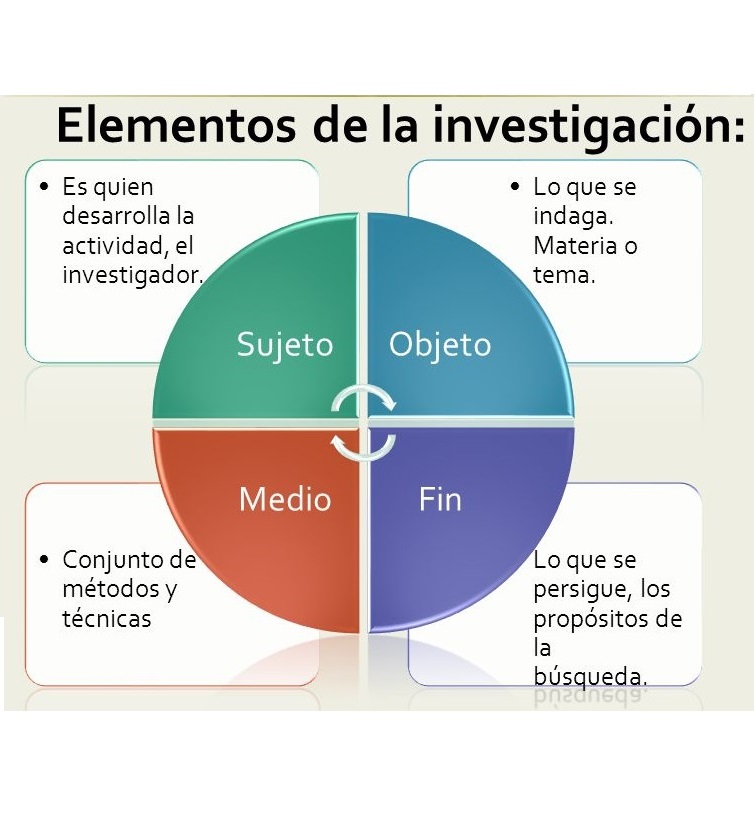 Elementos de la investigación:
• Es quien
desarrolla la
actividad, el
investigador.
• Lo que se
indaga.
Materia o
tema.
Sujeto
Objeto
Medio
Fin
• Conjunto de
métodos y
técnicas
Lo que se
persigue, los
propósitos de
la
búsqueda.